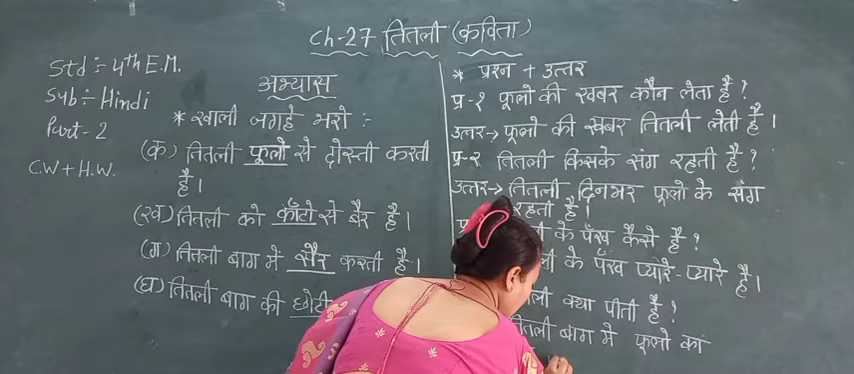 Ch-27 तितली (कविता)
Std ÷ 4th E.M.
Sub ÷ Hindi
Part-2
C.W + H.W.
अभ्यास
* खाली जगहे भरो :-
(क) तितली फूलो से दोस्ती करती
है।
(ख) तितली को काँटो से बैर है।
(ग) तितली बाग में सैर करती है।
(घ) तितली बाग की छोटी
* प्रश्न + उत्तर
प्र-१ फूलो की खबर कौन लेता है ?
उत्तर → फूलो की खबर तितली लेती है।
प्र-२ तितली किसके संग रहती है ?
उत्तर → तितली दिनभर फूलो के संग
रहती है।
के पँख कैसे है ?
के पँख प्यारे-प्यारे है।
क्या पीती है ?
तितली बाग में फूलो का